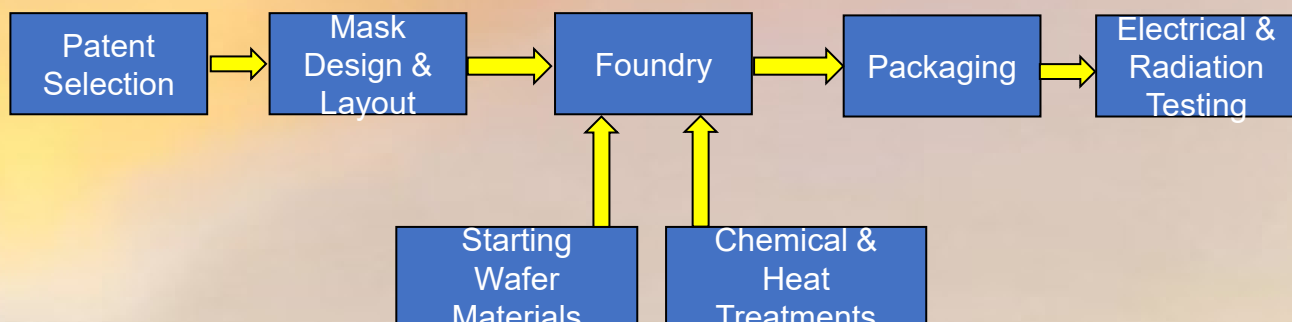 Patent
Selection
Mask
Design &
Layout
Foundry
Packaging
Electrical &
Radiation
Testing
Starting
Wafer
Materials
Chemical &
Heat
Treatments